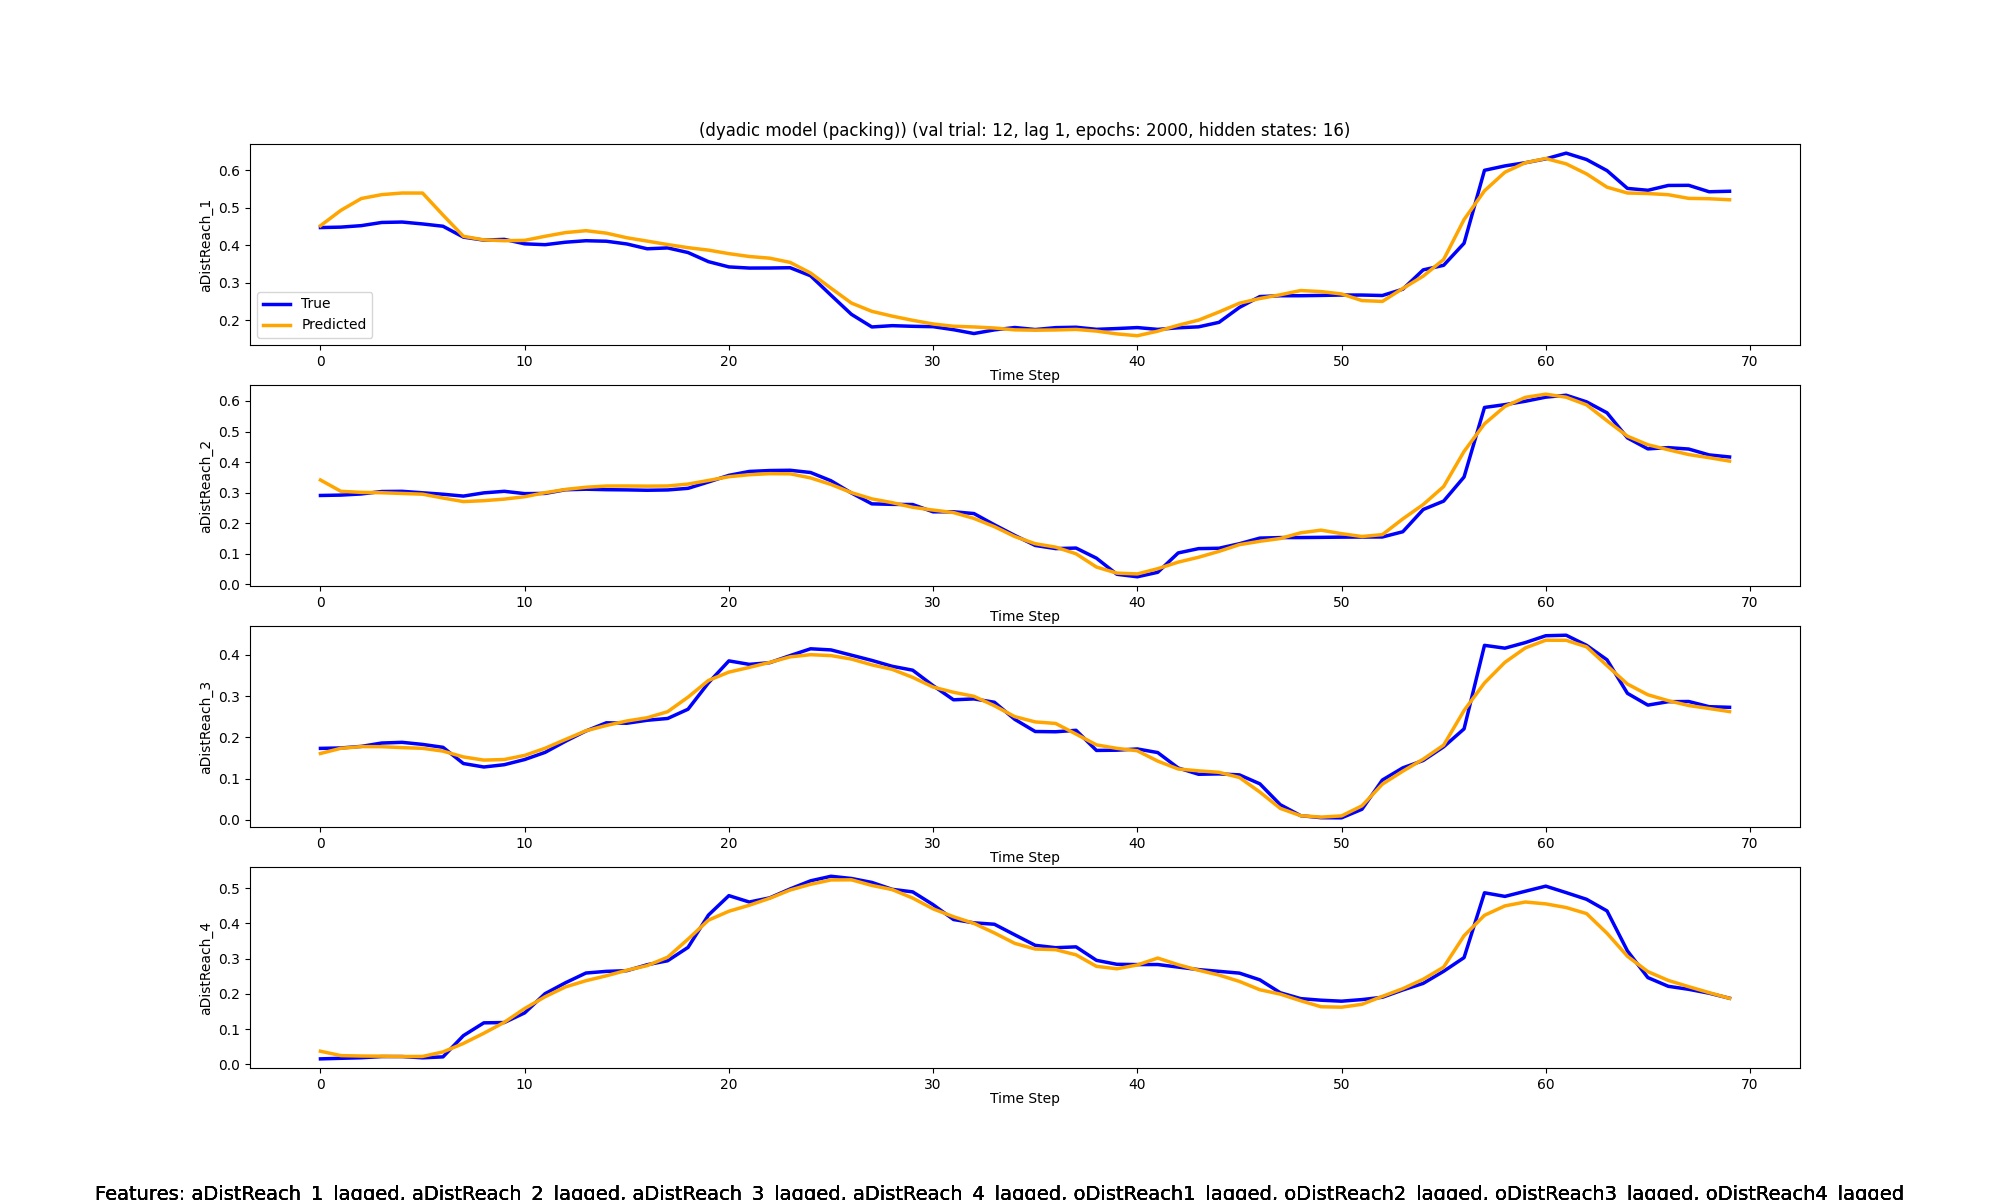 (dyadic model (packing)) (val trial: 12, lag 1, epochs: 2000, hidden states: 16)
aDistReach_1
0.6
0.5
0.4
0.3
0.2
True
Predicted
0 10 20 30 40 50 60 70
Time Step
aDistReach_2
0.6
0.5
0.4
0.3
0.2
0.1
0.0
0 10 20 30 40 50 60 70
Time Step
aDistReach_3
0.4
0.3
0.2
0.1
0.0
0 10 20 30 40 50 60 70
Time Step
aDistReach_4
0.5
0.4
0.3
0.2
0.1
0.0
0 10 20 30 40 50 60 70
Time Step
Features: aDistReach_1_lagged, aDistReach_2_lagged, aDistReach_3_lagged, aDistReach_4_lagged, oDistReach1_lagged, oDistReach2_lagged, oDistReach3_lagged, oDistReach4_lagged